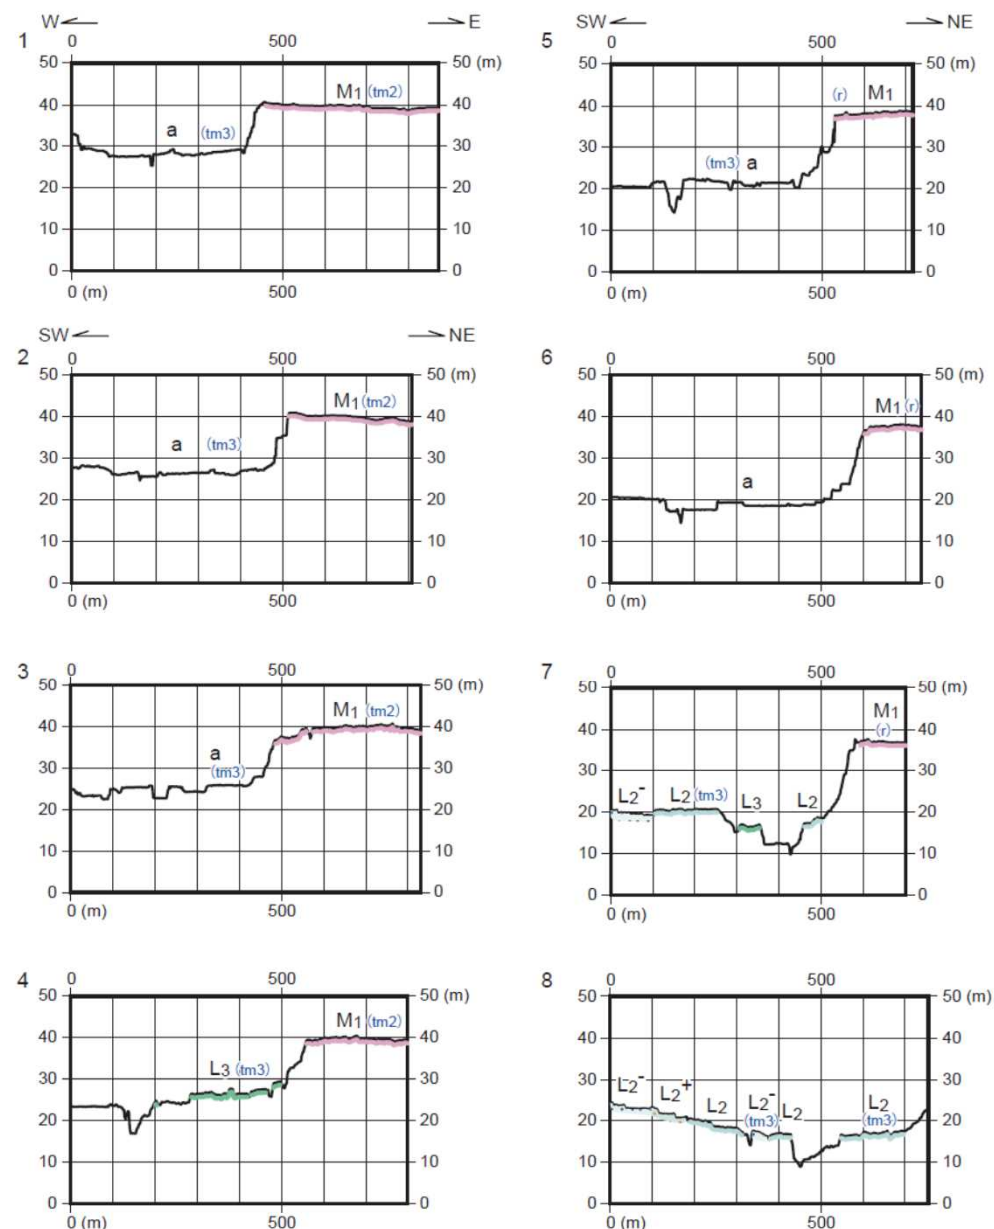 W E
1
0 500
50 50 (m)
M1 (tm2)
40 40
a (tm3)
30 30
20 20
10 10
0 0
0 (m) 500
SW NE
2
0 500
50 50 (m)
M1 (tm2)
40 40
a (tm3)
30 30
20 20
10 10
0 0
0 (m) 500
3
0 500
50 50 (m)
M1 (tm2)
40 40
a
(tm3)
30 30
20 20
10 10
0 0
0 (m) 500
4
0 500
50 50 (m)
M1 (tm2)
40 40
L3 (tm3)
30 30
20 20
10 10
0 0
0 (m) 500
SW NE
5
0 500
50 50 (m)
(r) M1
40 40
30 30
(tm3) a
20 20
10 10
0 0
0 (m) 500
6
0 500
50 50 (m)
M1 (r)
40 40
30 30
a
20 20
10 10
0 0
0 (m) 500
7
0 500
50 50 (m)
M1
(r)
40 40
30 30
L2- L2 (tm3) L3 L2
20 20
10 10
0 0
0 (m) 500
8
0 500
50 50 (m)
40 40
30 30
L2- L2+ L2 L2- L2 L2
(tm3) (tm3)
20 20
10 10
0 0
0 (m) 500